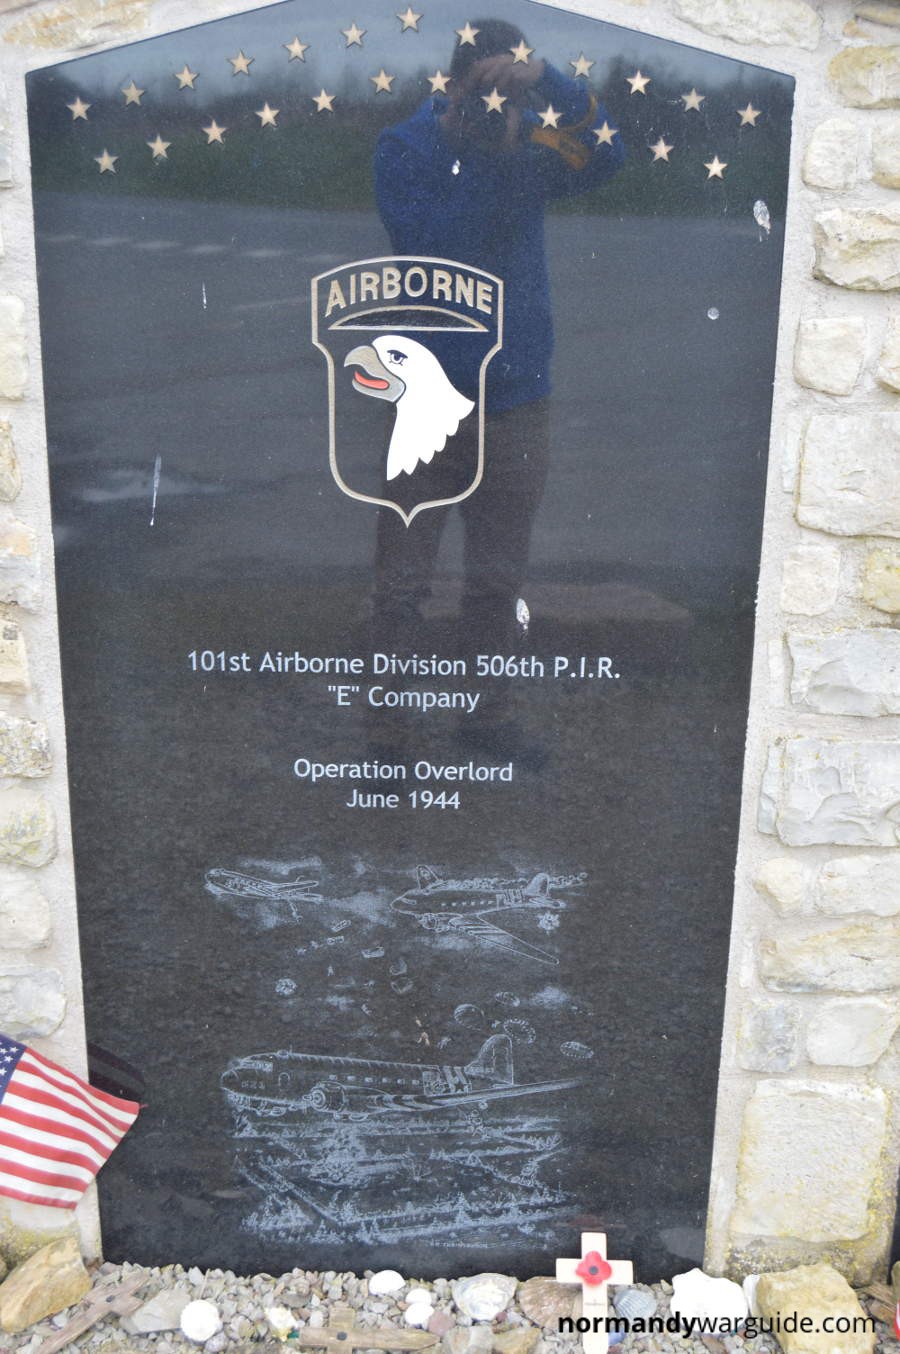 AIRBORNE
101st Airborne Division 506th P.I.R.
"E" Company
Operation Overlord
June 1944
normandywarguide.com